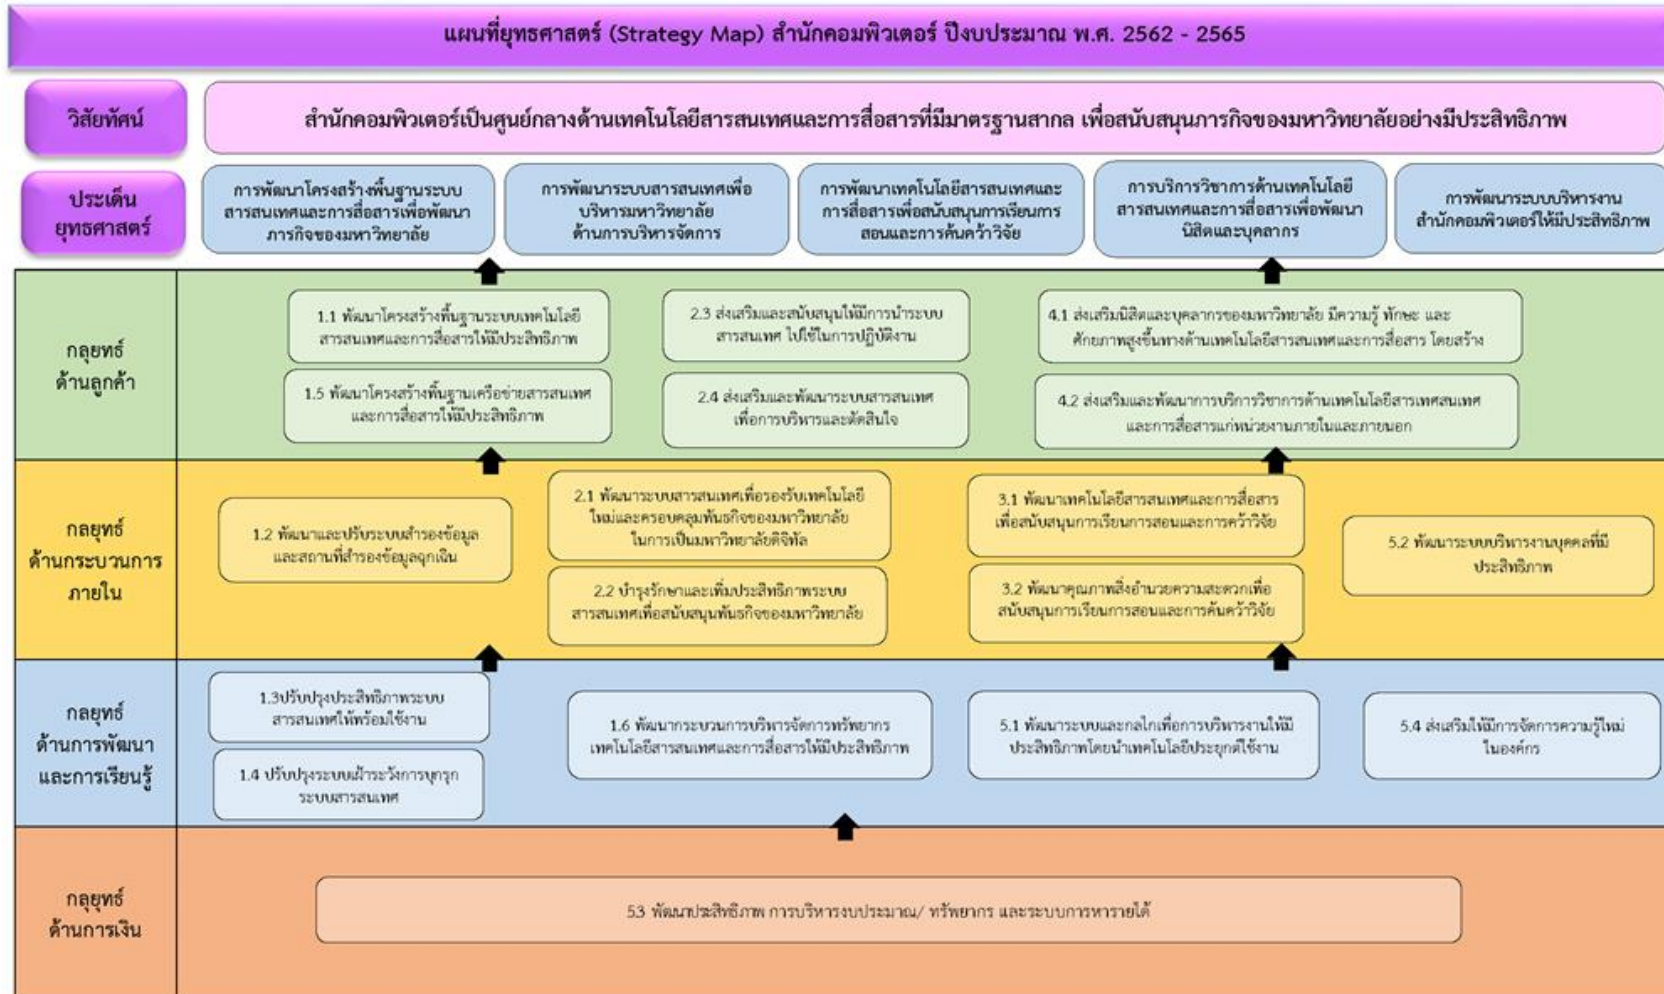 แผนที่ยุทธศาสตร์ (Strategy Map) สำนักคอมพิวเตอร์ ปีงบประมาณ พ.ศ. 2562 - 2565
วิสัยทัศน์
สำนักคอมพิวเตอร์เป็นศูนย์กลางด้านเทคโนโลยีสารสนเทศและการสื่อสารที่มีมาตรฐานสากล เพื่อสนับสนุนภารกิจของมหาวิทยาลัยอย่างมีประสิทธิภาพ
ประเด็น
ยุทธศาสตร์
การพัฒนาโครงสร้างพื้นฐานระบบ
สารสนเทศและการสื่อสารเพื่อพัฒนา
ภารกิจของมหาวิทยาลัย
การพัฒนาระบบสารสนเทศเพื่อ
บริหารมหาวิทยาลัย
ด้านการบริหารจัดการ
การพัฒนาเทคโนโลยีสารสนเทศและ
การสื่อสารเพื่อสนับสนุนการเรียนการ
สอนและการค้นคว้าวิจัย
การบริการวิชาการด้านเทคโนโลยี
สารสนเทศและการสื่อสารเพื่อพัฒนา
นิสิตและบุคลากร
การพัฒนาระบบบริหารงาน
สำนักคอมพิวเตอร์ให้มีประสิทธิภาพ
กลุยทธ์
ด้านลูกค้า
1.1 พัฒนาโครงสร้างพื้นฐานระบบเทคโนโลยี
สารสนเทศและการสื่อสารให้มีประสิทธิภาพ
1.5 พัฒนาโครงสร้างพื้นฐานเครือข่ายสารสนเทศ
และการสื่อสารให้มีประสิทธิภาพ
2.3 ส่งเสริมและสนับสนุนให้มีการนำระบบ
สารสนเทศ ไปใช้ในการปฏิบัติงาน
2.4 ส่งเสริมและพัฒนาระบบสารสนเทศ
เพื่อการบริหารและตัดสินใจ
4.1 ส่งเสริมนิสิตและบุคลากรของมหาวิทยาลัย มีความรู้ ทักษะ และ
ศักยภาพสูงขึ้นทางด้านเทคโนโลยีสารสนเทศและการสื่อสาร โดยสร้าง
4.2 ส่งเสริมและพัฒนาการบริการวิชาการด้านเทคโนโลยีสารเทศสนเทศ
และการสื่อสารแก่หน่วยงานภายในและภายนอก
กลยุทธ์
ด้านกระบวนการ
ภายใน
1.2 พัฒนาและปรับระบบสำรองข้อมูล
และสถานที่สำรองข้อมูลฉุกเฉิน
2.1 พัฒนาระบบสารสนเทศเพื่อรองรับเทคโนโลยี
ใหม่และครอบคลุมพันธกิจของมหาวิทยาลัย
ในการเป็นมหาวิทยาลัยดิจิทัล
2.2 บำรุงรักษาและเพิ่มประสิทธิภาพระบบ
สารสนเทศเพื่อสนับสนุนพันธกิจของมหาวิทยาลัย
3.1 พัฒนาเทคโนโลยีสารสนเทศและการสื่อสาร
เพื่อสนับสนุนการเรียนการสอนและการคว้าวิจัย
3.2 พัฒนาคุณภาพสิ่งอำนวยความสะดวกเพื่อ
สนับสนุนการเรียนการสอนและการค้นคว้าวิจัย
5.2 พัฒนาระบบบริหารงานบุคคลที่มี
ประสิทธิภาพ
กลยุทธ์
ด้านการพัฒนา
และการเรียนรู้
1.3ปรับปรุงประสิทธิภาพระบบ
สารสนเทศให้พร้อมใช้งาน
1.4 ปรับปรุงระบบเฝ้าระวังการบุกรุก
ระบบสารสนเทศ
1.6 พัฒนากระบวนการบริหารจัดการทรัพยากร
เทคโนโลยีสารสนเทศและการสื่อสารให้มีประสิทธิภาพ
5.1 พัฒนาระบบและกลไกเพื่อการบริหารงานให้มี
ประสิทธิภาพโดยนำเทคโนโลยีประยุกต์ใช้งาน
5.4 ส่งเสริมให้มีการจัดการความรู้ใหม่
ในองค์กร
กลุยุทธ์
ด้านการเงิน
5.3 พัฒนาประสิทธิภาพ การบริหารงบประมาณ/ ทรัพยากร และระบบการหารายได้